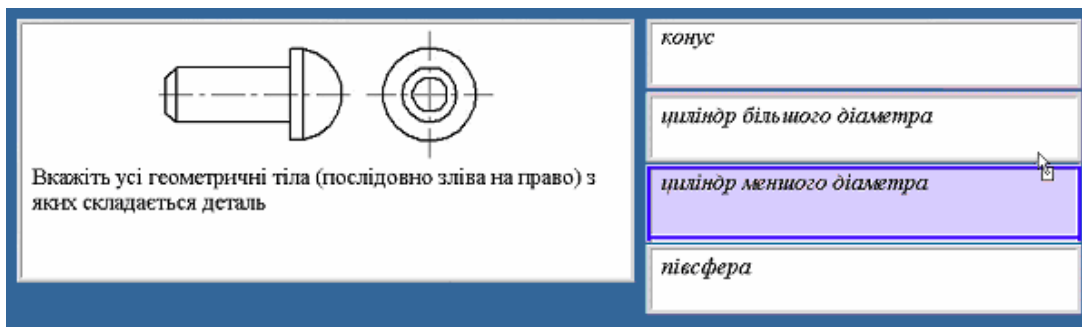 Вкажіть усі геометричні тіла (послідовно зліва на право) з
яких складається деталь
конус
циліндр більшого діаметра
циліндр меншого діаметра
півсфера